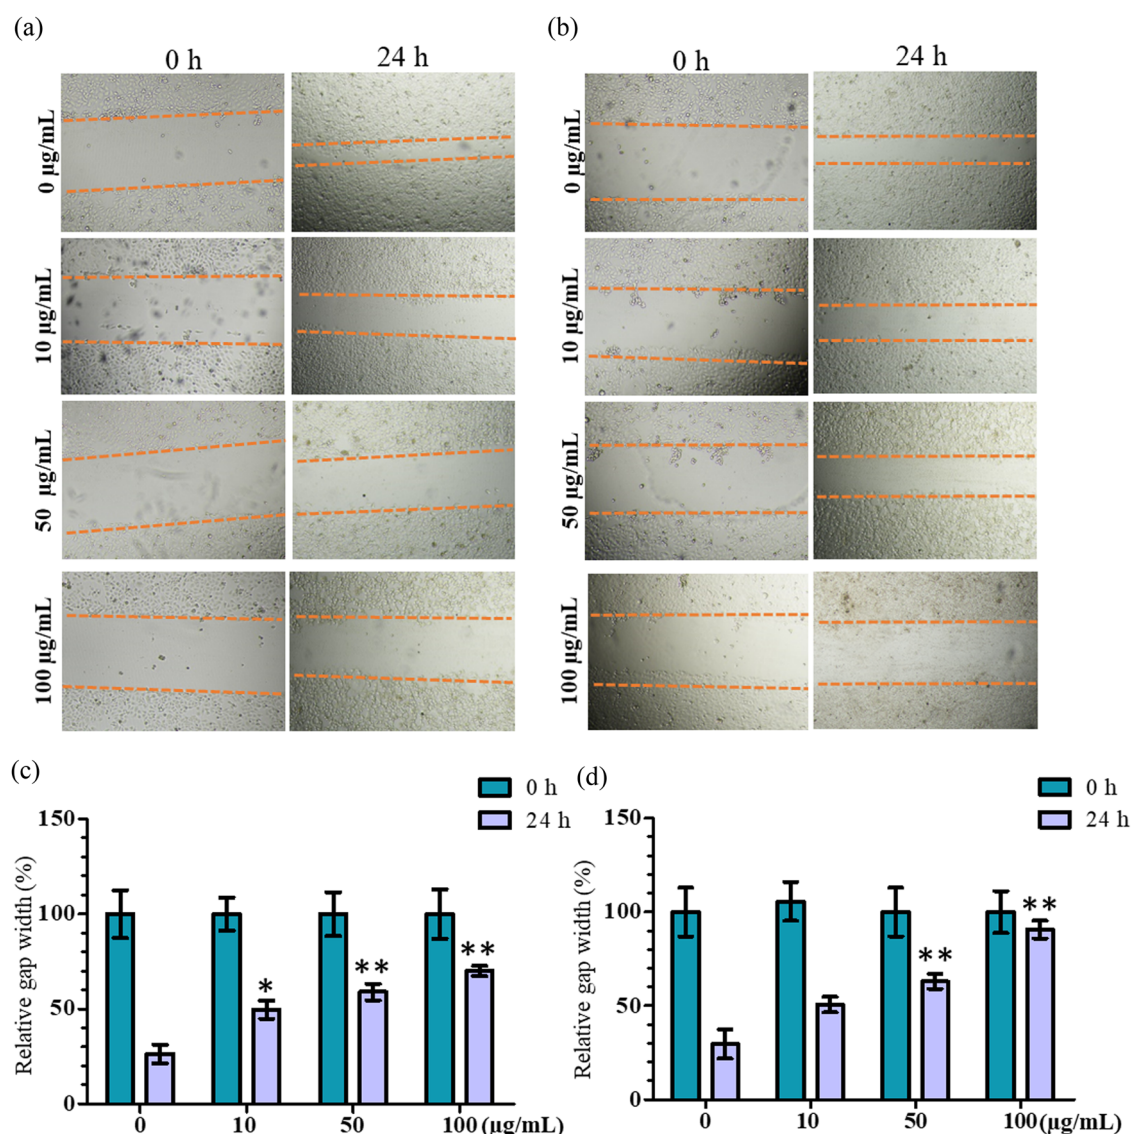 (a)
0 h
24 h
0 µg/mL
10 µg/mL
50 µg/mL
100 µg/mL
(b)
0 h
24 h
0 µg/mL
10 µg/mL
50 µg/mL
100 µg/mL
(c)
0 h
24 h
Relative gap width (%)
150
100
50
0
*
**
**
0 10 50 100 (µg/mL)
(d)
0 h
24 h
Relative gap width (%)
150
100
50
0
**
**
0 10 50 100 (µg/mL)